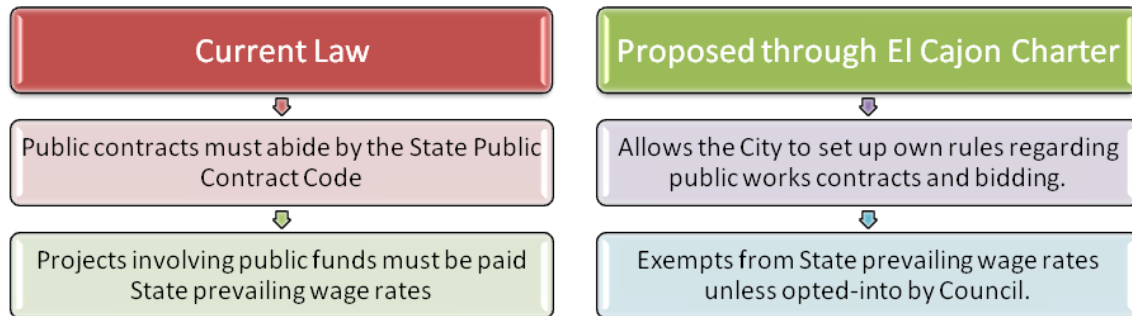 Current Law
Public contracts must abide by the State Public
Contract Code
Projects involving public funds must be paid
State prevailing wage rates
Proposed through El Cajon Charter
Allows the City to set up own rules regarding
public works contracts and bidding.
Exempts from State prevailing wage rates
unless opted-into by Council.